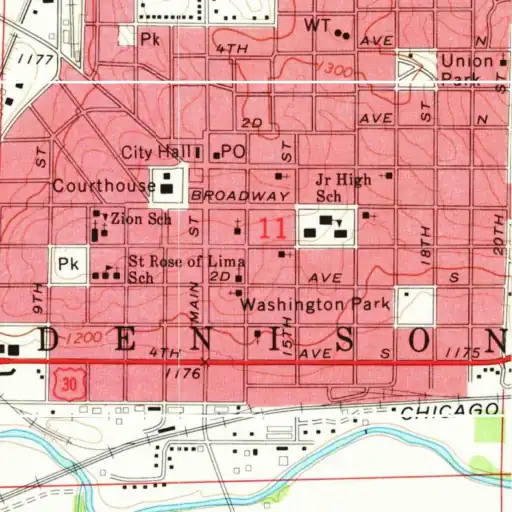 WT
Pk
4TH AVE N
1177
1300
Union Park
ST
2D AVE N
ST
City Hall
PO
ST
Courthouse
BROADWAY
Jr High Sch
Zion Sch
ST
11
18TH
20TH
Pk
St Rose of Lima Sch
2D AVE S
9TH
MAIN
Washington Park
15TH
DENISON
1200
4TH AVE S
1175
1176
30
CHICAGO